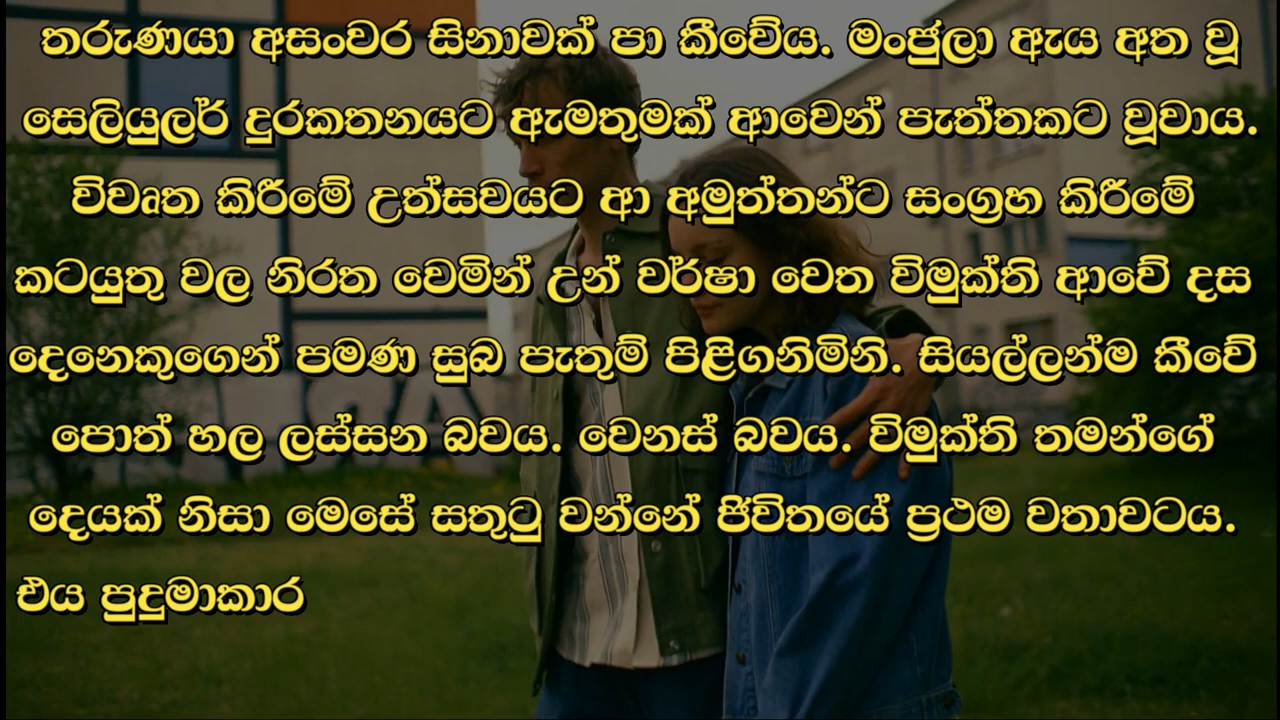 තරුණයා අසංවර සිනාවක් පා කීවේය. මංජුලා ඇය අත වූ
සෙලියුලර් දුරකතනයට ඇමතුමක් ආවෙන් පැත්තකට වූවාය.
විවෘත කිරීමේ උත්සවයට ආ අමුත්තන්ට සංග්‍රහ කිරීමේ
කටයුතු වල නිරත වෙමින් උන් වර්ෂා වෙත විමුක්ති ආවේ දස
දෙනෙකුගෙන් පමණ සුබ පැතුම් පිළිගනිමිනි. සියල්ලන්ම කීවේ
පොත් හල ලස්සන බවය. වෙනස් බවය. විමුක්ති තමන්ගේ
දෙයක් නිසා මෙසේ සතුටු වන්නේ ජීවිතයේ ප්‍රථම වතාවටය.
එය පුදුමාකාර